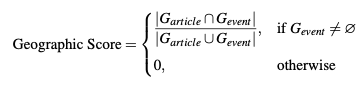 Geographic Score = { |G_article ∩ G_event| / |G_article ∪ G_event|, if G_event ≠ ∅
0, otherwise